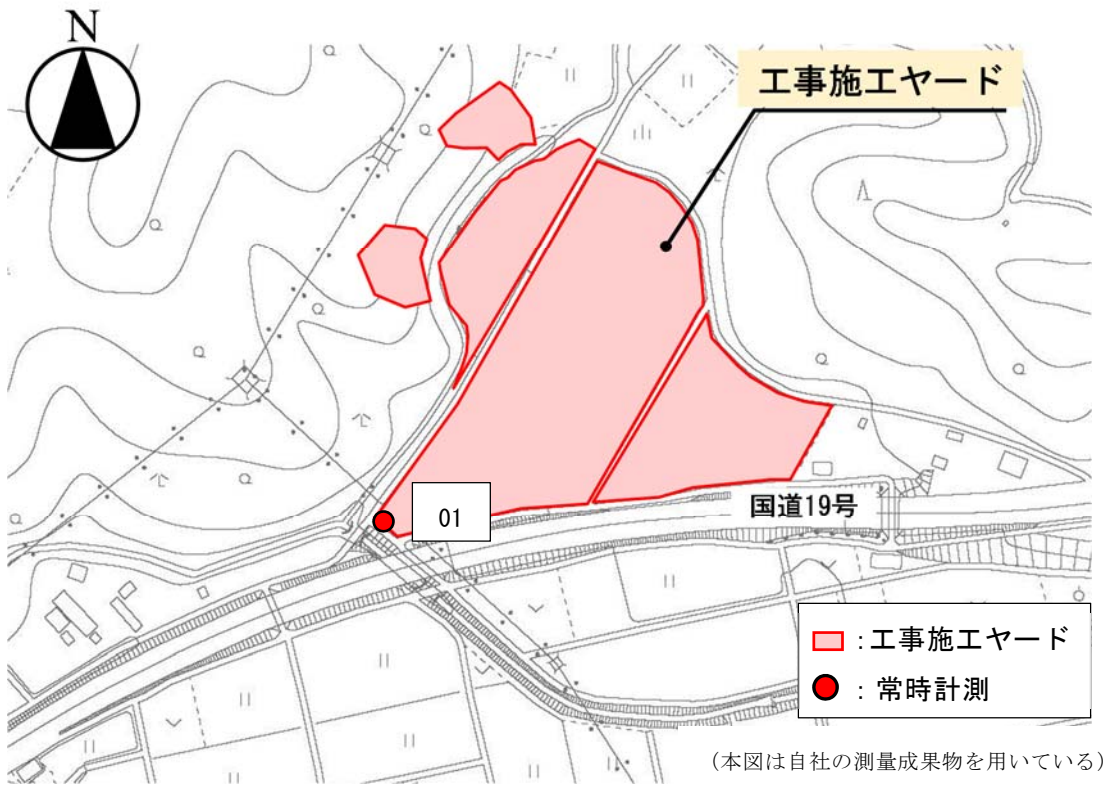 N
工事施工ヤード
01
国道19号
：工事施工ヤード
：常時計測
（本図は自社の測量成果物を用いている）